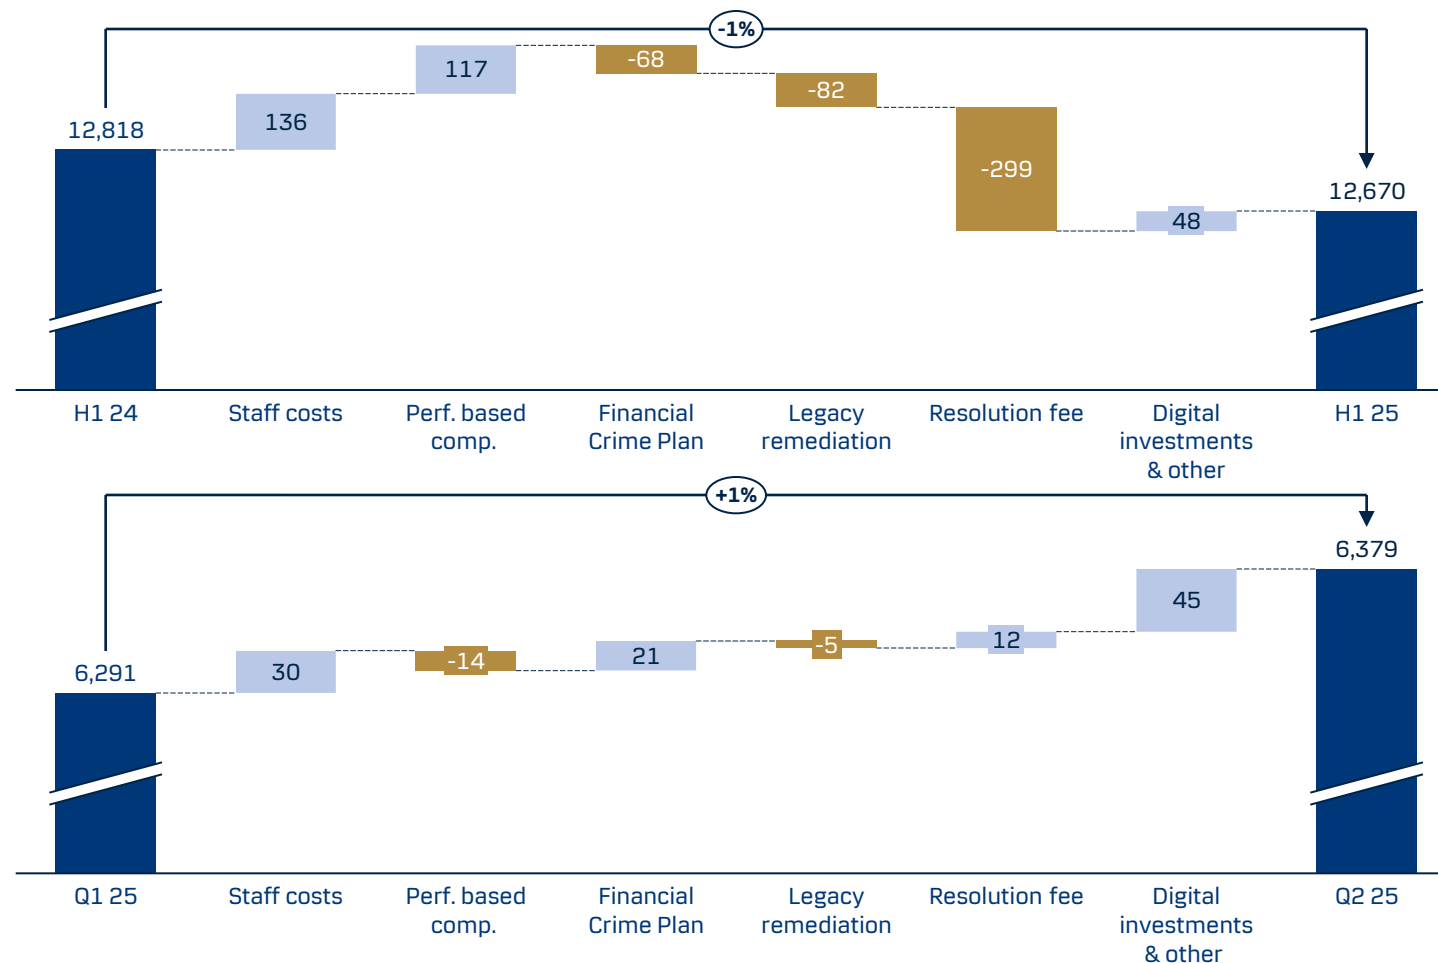 -1%
117
-68
-82
12,818
136
-299
12,670
48
H1 24
Staff costs
Perf. based
comp.
Financial
Crime Plan
Legacy
remediation
Resolution fee
Digital
investments
& other
H1 25
+1%
6,379
45
6,291
30
-14
21
-5
12
Q1 25
Staff costs
Perf. based
comp.
Financial
Crime Plan
Legacy
remediation
Resolution fee
Digital
investments
& other
Q2 25